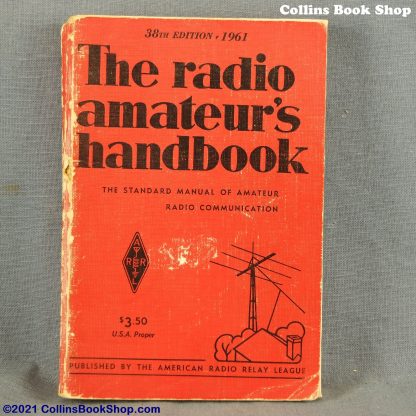 Collins Book Shop
38TH EDITION • 1961
The radio
amateur's
handbook
THE STANDARD MANUAL OF AMATEUR
RADIO COMMUNICATION
A
R R
L
$3.50
U.S.A. Proper
PUBLISHED BY THE AMERICAN RADIO RELAY LEAGUE
©2021 CollinsBookShop.com